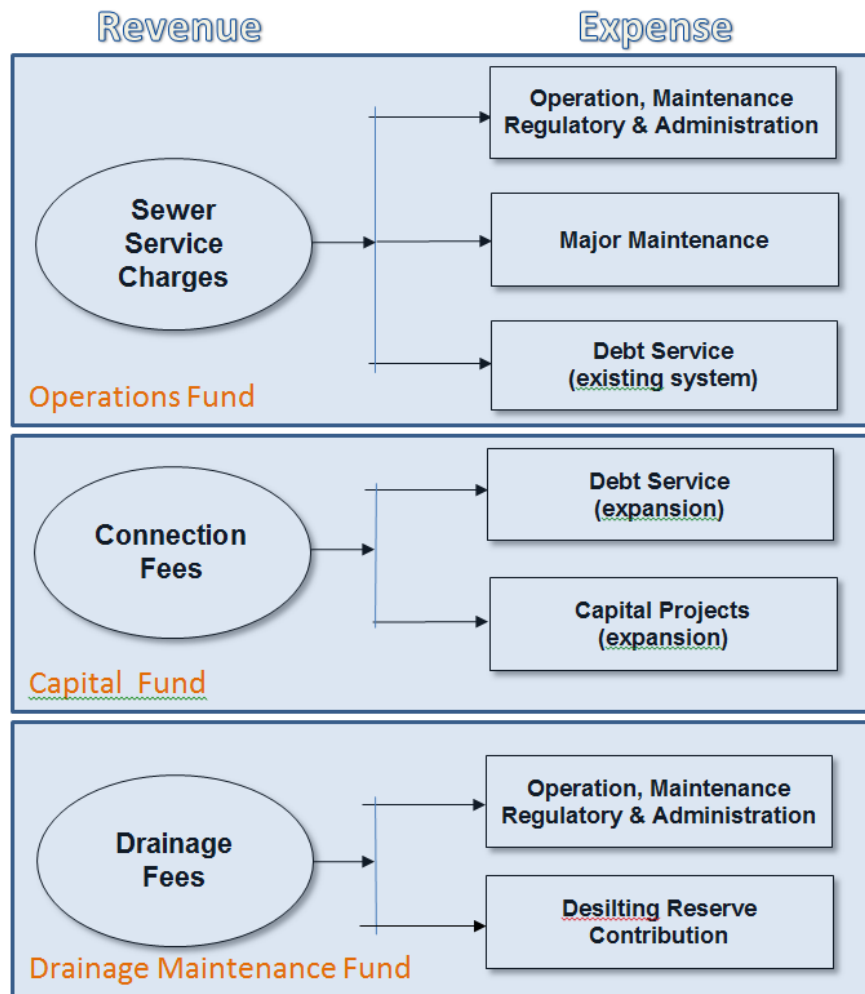 Revenue
Expense
Operation, Maintenance
Regulatory & Administration
Sewer
Service
Charges
Major Maintenance
Debt Service
(existing system)
Operations Fund
Debt Service
(expansion)
Connection
Fees
Capital Projects
(expansion)
Capital Fund
Operation, Maintenance
Regulatory & Administration
Drainage
Fees
Desilting Reserve
Contribution
Drainage Maintenance Fund